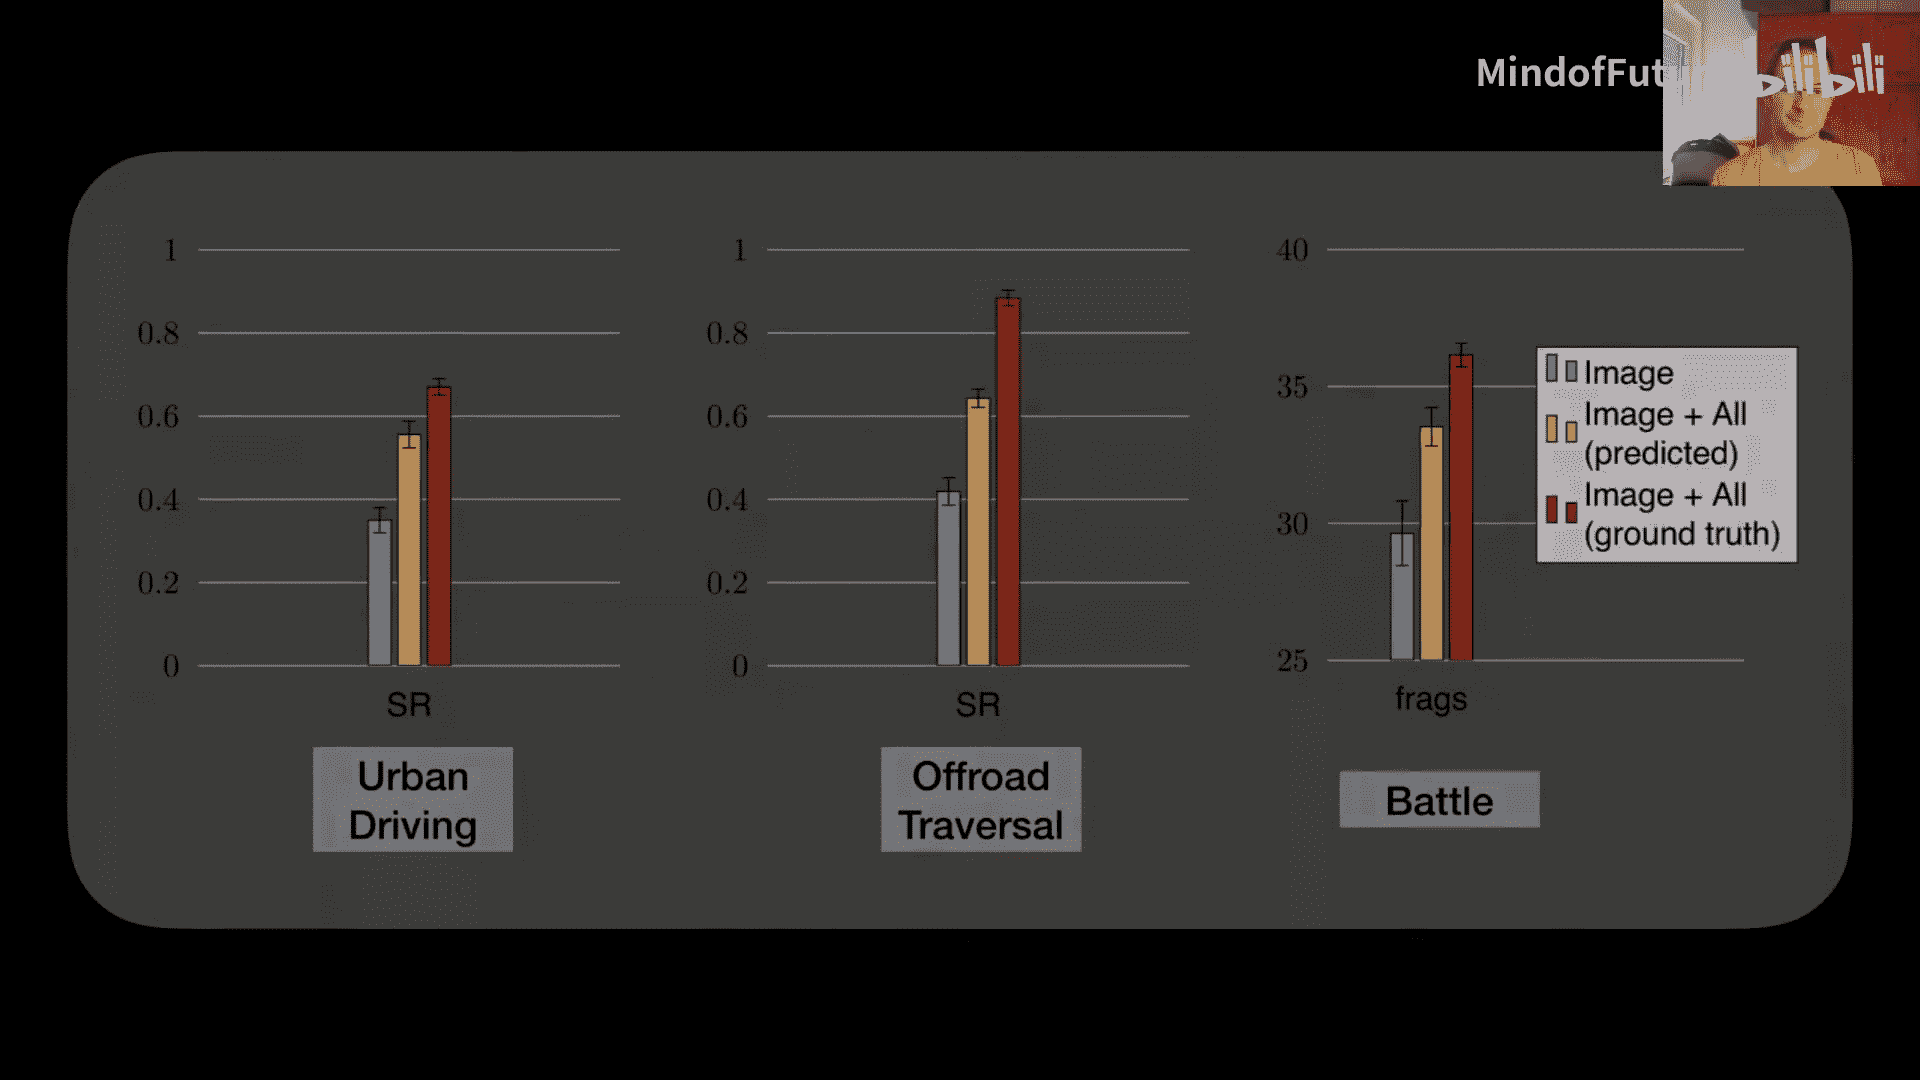 MindofFut
bilibili
1
0.8
0.6
0.4
0.2
0
SR
Urban
Driving
1
0.8
0.6
0.4
0.2
0
SR
Offroad
Traversal
40
35
30
25
frags
Battle
Image
Image + All
(predicted)
Image + All
(ground truth)